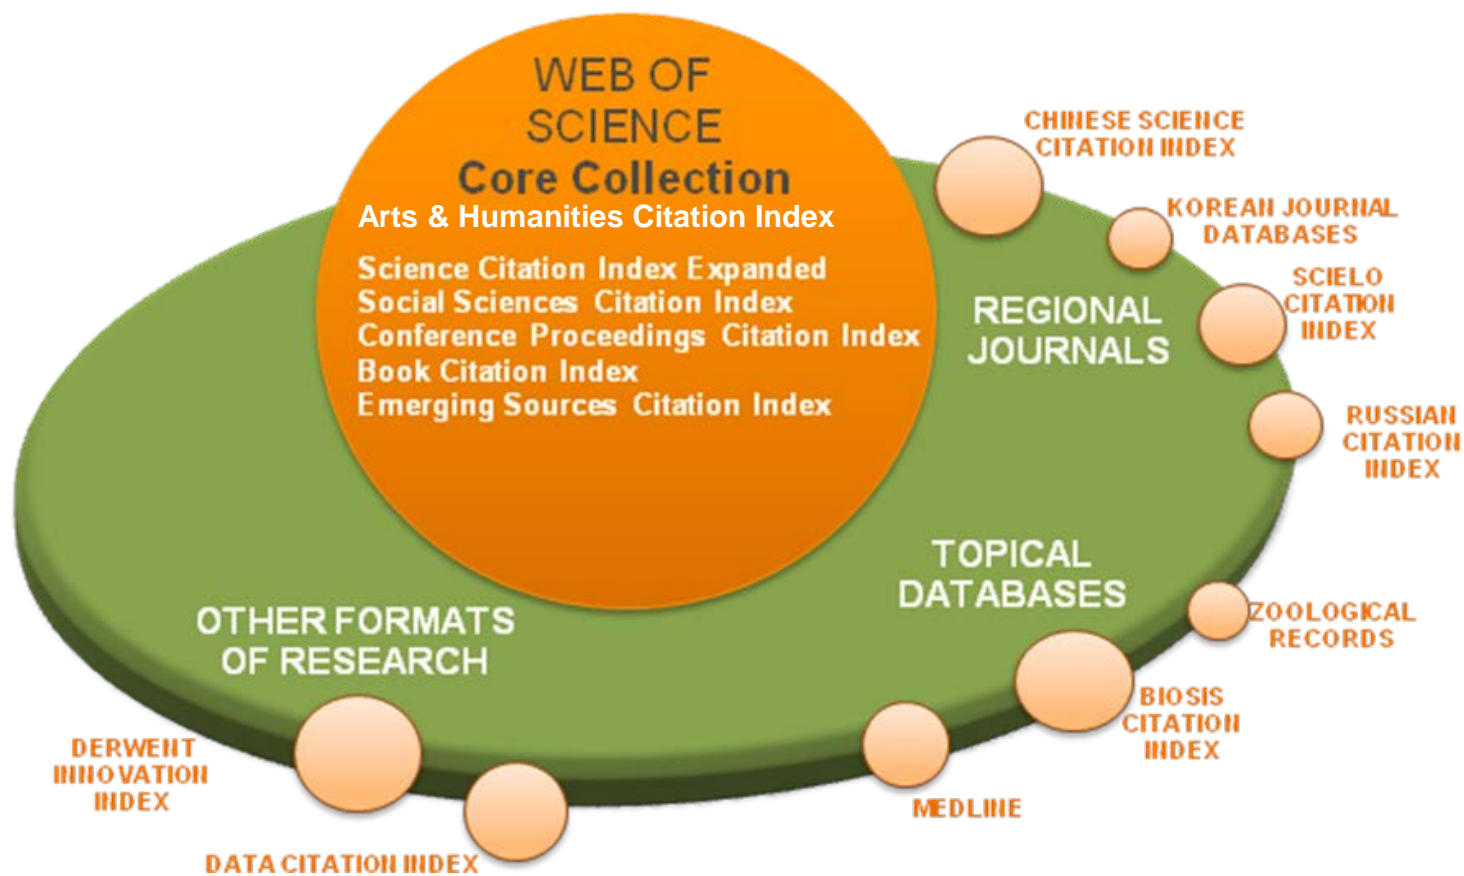 WEB OF
SCIENCE
Core Collection
Arts & Humanities Citation Index
Science Citation Index Expanded
Social Sciences Citation Index
Conference Proceedings Citation Index
Book Citation Index
Emerging Sources Citation Index
CHINESE SCIENCE
CITATION INDEX
KOREAN JOURNAL
DATABASES
SCIELO
CITATION
INDEX
REGIONAL
JOURNALS
RUSSIAN
CITATION
INDEX
TOPICAL
DATABASES
ZOOLOGICAL
RECORDS
BIOSIS
CITATION
INDEX
MEDLINE
OTHER FORMATS
OF RESEARCH
DERWENT
INNOVATION
INDEX
DATA CITATION INDEX